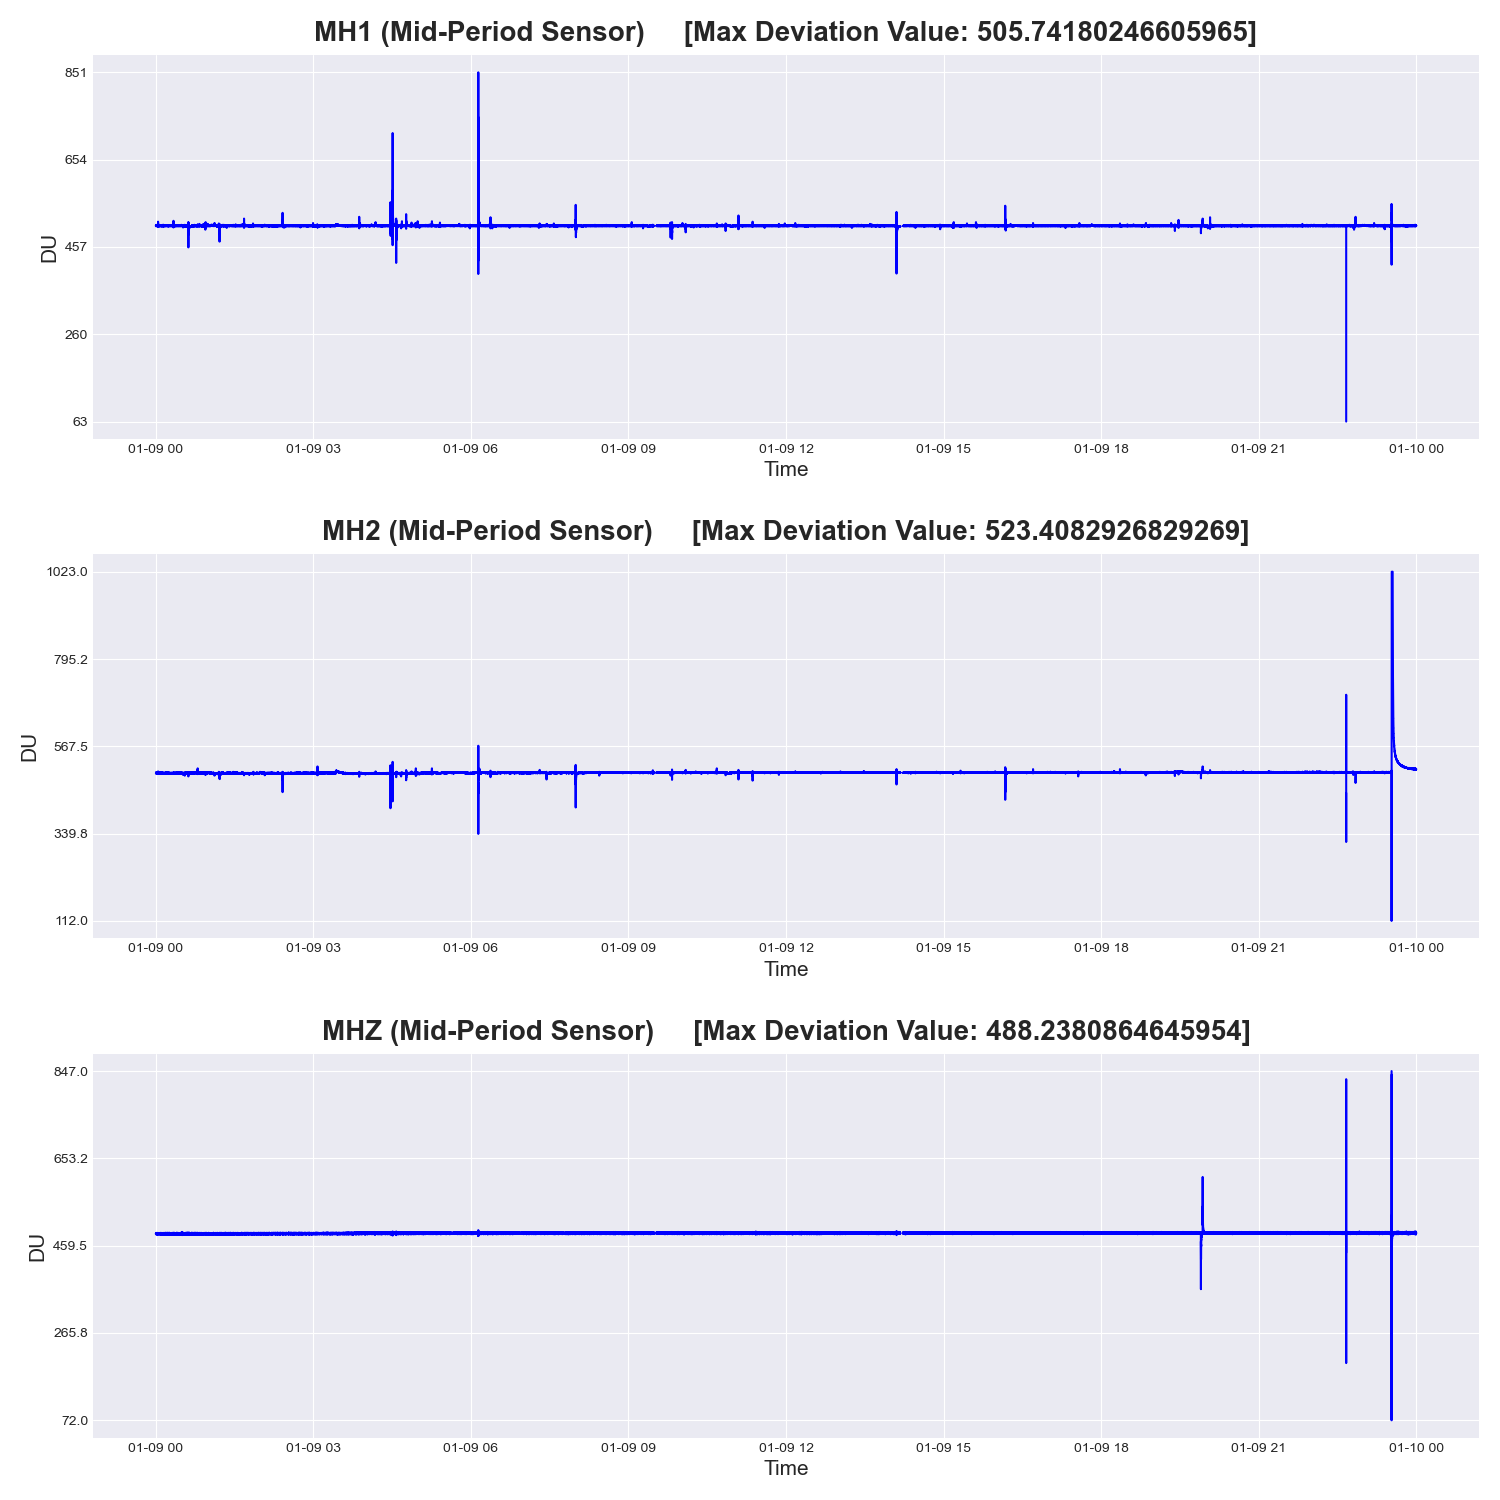 MH1 (Mid-Period Sensor) [Max Deviation Value: 505.74180246605965]
851
654
457
260
63
DU
01-09 00 01-09 03 01-09 06 01-09 09 01-09 12 01-09 15 01-09 18 01-09 21 01-10 00
Time
MH2 (Mid-Period Sensor) [Max Deviation Value: 523.4082926829269]
1023.0
795.2
567.5
339.8
112.0
DU
01-09 00 01-09 03 01-09 06 01-09 09 01-09 12 01-09 15 01-09 18 01-09 21 01-10 00
Time
MHZ (Mid-Period Sensor) [Max Deviation Value: 488.2380864645954]
847.0
653.2
459.5
265.8
72.0
DU
01-09 00 01-09 03 01-09 06 01-09 09 01-09 12 01-09 15 01-09 18 01-09 21 01-10 00
Time